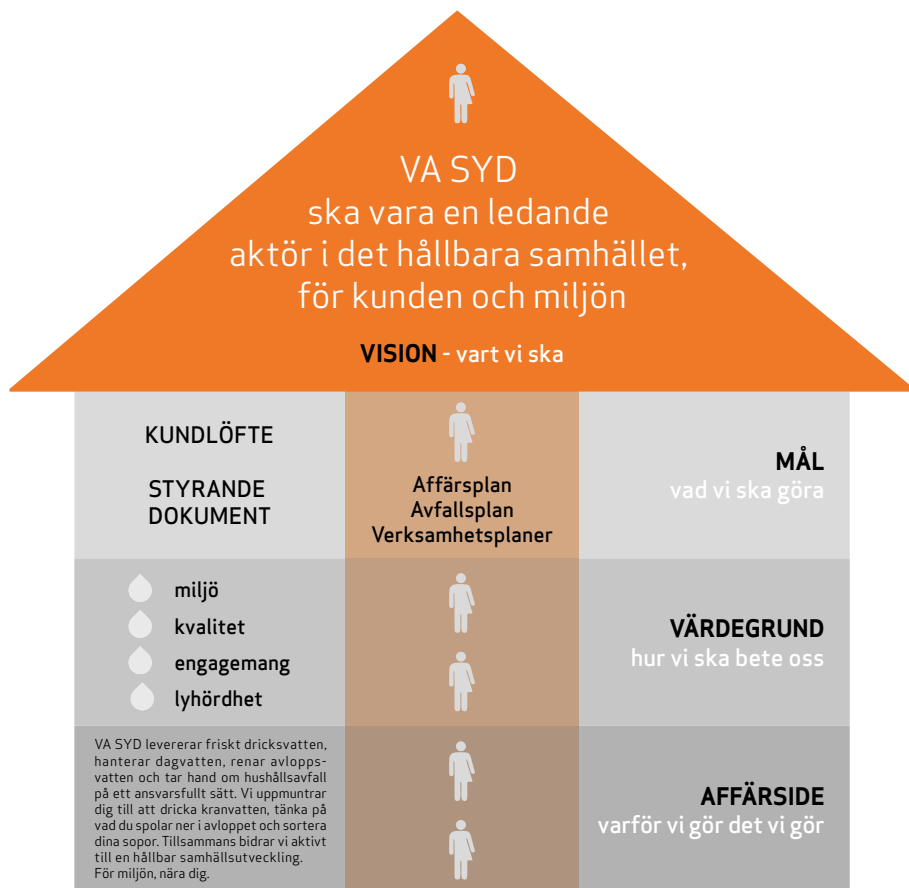 VA SYD
ska vara en ledande
aktör i det hållbara samhället,
för kunden och miljön
VISION - vart vi ska
KUNDLÖFTE
STYRANDE
DOKUMENT
Affärsplan
Avfallsplan
Verksamhetsplaner
MÅL
vad vi ska göra
miljö
kvalitet
engagemang
lyhördhet
VÄRDEGRUND
hur vi ska bete oss
VA SYD levererar friskt dricksvatten,
hanterar dagvatten, renar avlopps-
vatten och tar hand om hushållsavfall
på ett ansvarsfullt sätt. Vi uppmuntrar
dig till att dricka kranvatten, tänka på
vad du spolar ner i avloppet och sortera
dina sopor. Tillsammans bidrar vi aktivt
till en hållbar samhällsutveckling.
För miljön, nära dig.
AFFÄRSIDE
varför vi gör det vi gör